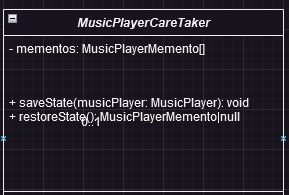 MusicPlayerCareTaker
- mementos: MusicPlayerMemento[]
+ saveState(musicPlayer: MusicPlayer): void
+ restoreState(): MusicPlayerMemento|null
0..1